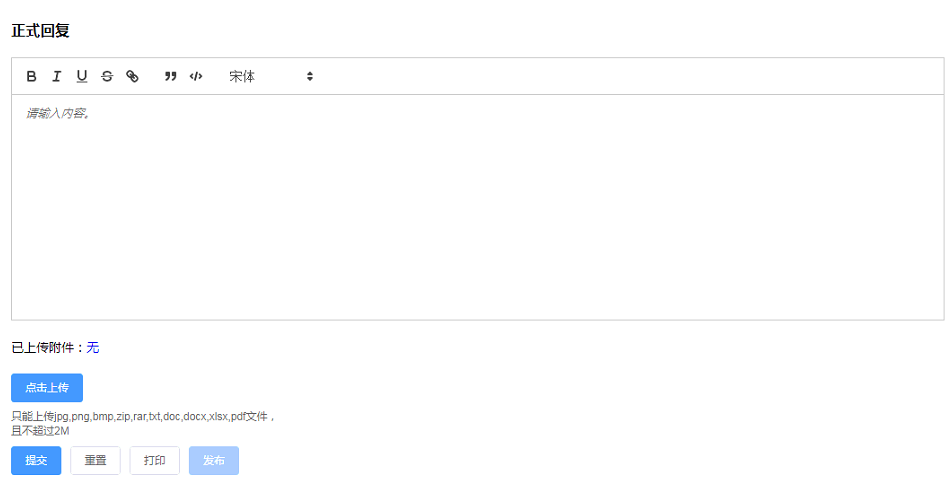 正式回复
B I U S 宋体
请输入内容。
已上传附件：无
点击上传
只能上传jpg,png,bmp,zip,rar,txt,doc,docx,xlsx,pdf文件，
且不超过2M
提交 重置 打印 发布